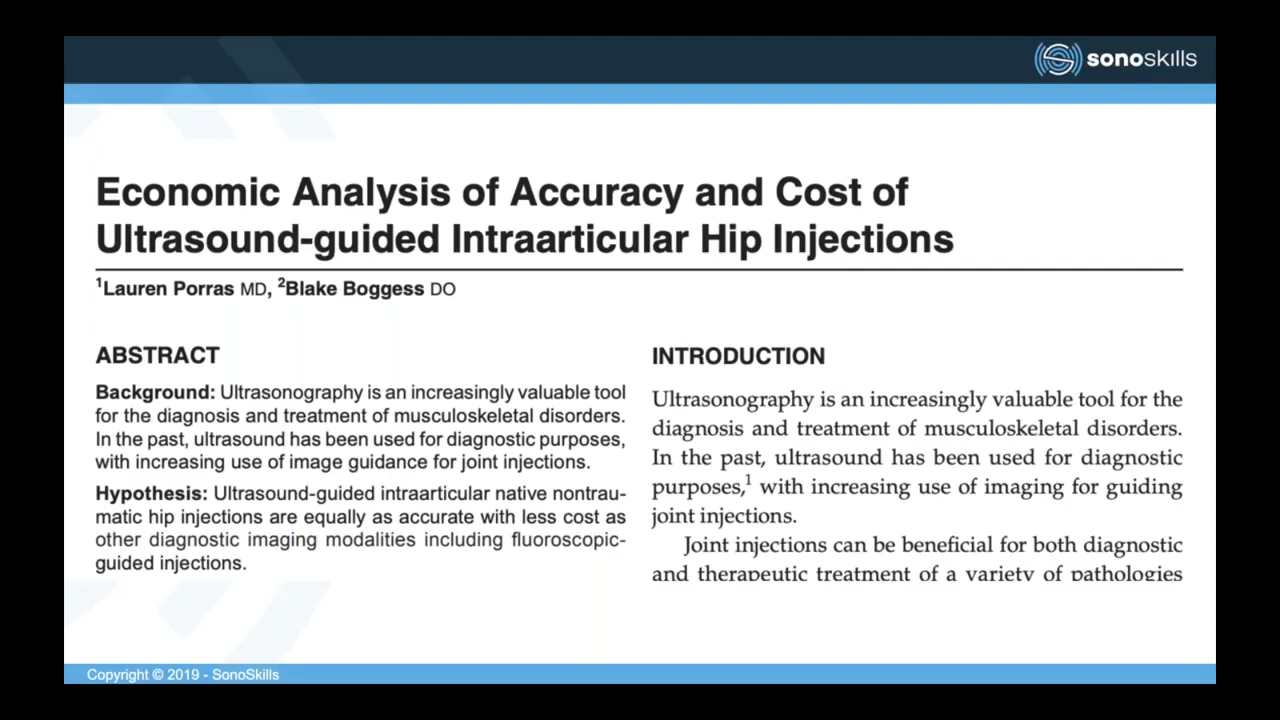 sonoskills
Economic Analysis of Accuracy and Cost of
Ultrasound-guided Intraarticular Hip Injections
¹Lauren Porras MD, ²Blake Boggess DO
ABSTRACT
Background: Ultrasonography is an increasingly valuable tool
for the diagnosis and treatment of musculoskeletal disorders.
In the past, ultrasound has been used for diagnostic purposes,
with increasing use of image guidance for joint injections.
Hypothesis: Ultrasound-guided intraarticular native nontrau-
matic hip injections are equally as accurate with less cost as
other diagnostic imaging modalities including fluoroscopic-
guided injections.
INTRODUCTION
Ultrasonography is an increasingly valuable tool for the
diagnosis and treatment of musculoskeletal disorders.
In the past, ultrasound has been used for diagnostic
purposes,¹ with increasing use of imaging for guiding
joint injections.
Joint injections can be beneficial for both diagnostic
and therapeutic treatment of a variety of pathologies
Copyright © 2019 - SonoSkills